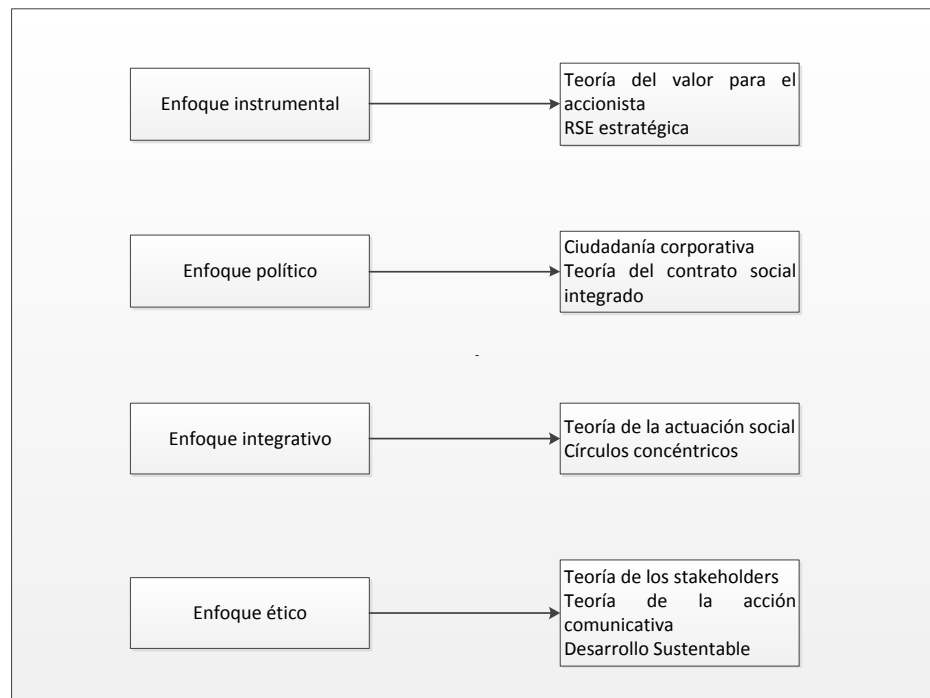 Enfoque instrumental
Teoría del valor para el
accionista
RSE estratégica
Enfoque político
Ciudadanía corporativa
Teoría del contrato social
integrado
-
Enfoque integrativo
Teoría de la actuación social
Círculos concéntricos
Enfoque ético
Teoría de los stakeholders
Teoría de la acción
comunicativa
Desarrollo Sustentable